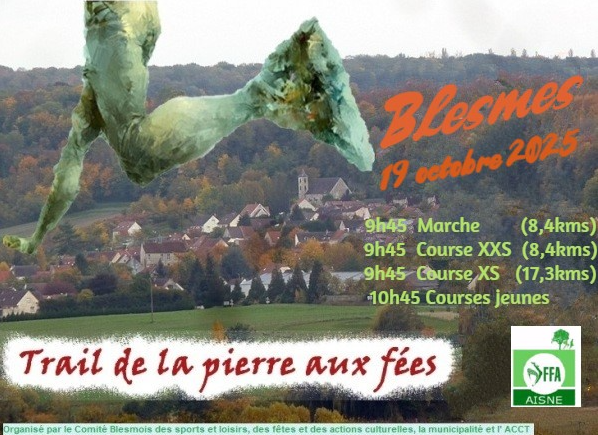 Blesmes
19 octobre 2025
9h45 Marche (8,4kms)
9h45 Course XXS (8,4kms)
9h45 Course XS (17,3kms)
10h45 Courses jeunes
Trail de la pierre aux fées
FFA
AISNE
Organisé par le Comité Blesmois des sports et loisirs, des fêtes et des actions culturelles, la municipalité et l' ACCT